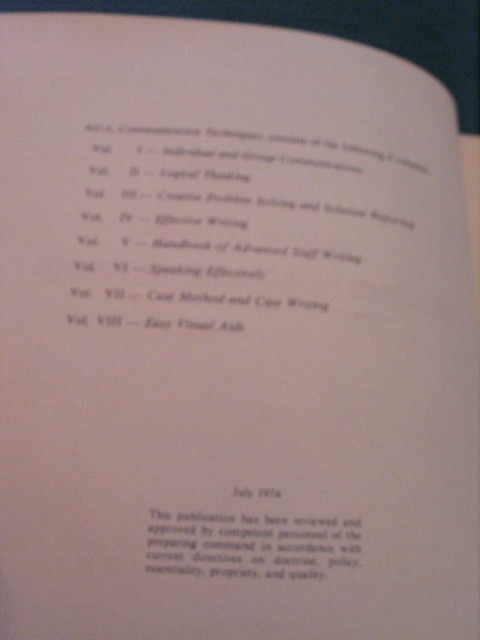 AU-1, Communication Techniques, consists of the following 8 volumes:
Vol. I — Individual and Group Communications
Vol. II — Logical Thinking
Vol. III — Creative Problem Solving and Solution Reporting
Vol. IV — Effective Writing
Vol. V — Handbook of Advanced Staff Writing
Vol. VI — Speaking Effectively
Vol. VII — Case Method and Case Writing
Vol. VIII — Easy Visual Aids
July 1974
This publication has been reviewed and
approved by competent personnel of the
preparing command in accordance with
current directives on doctrine, policy,
essentiality, propriety, and quality.